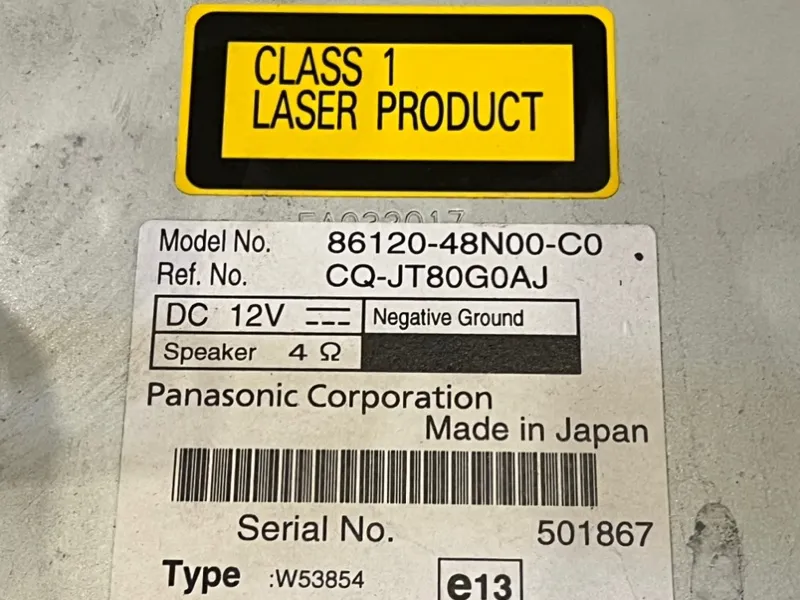 CLASS 1
LASER PRODUCT
Model No. 86120-48N00-C0
Ref. No. CQ-JT80G0AJ
DC 12V Negative Ground
Speaker 4 Ω
Panasonic Corporation
Made in Japan
Serial No. 501867
Type :W53854 e13